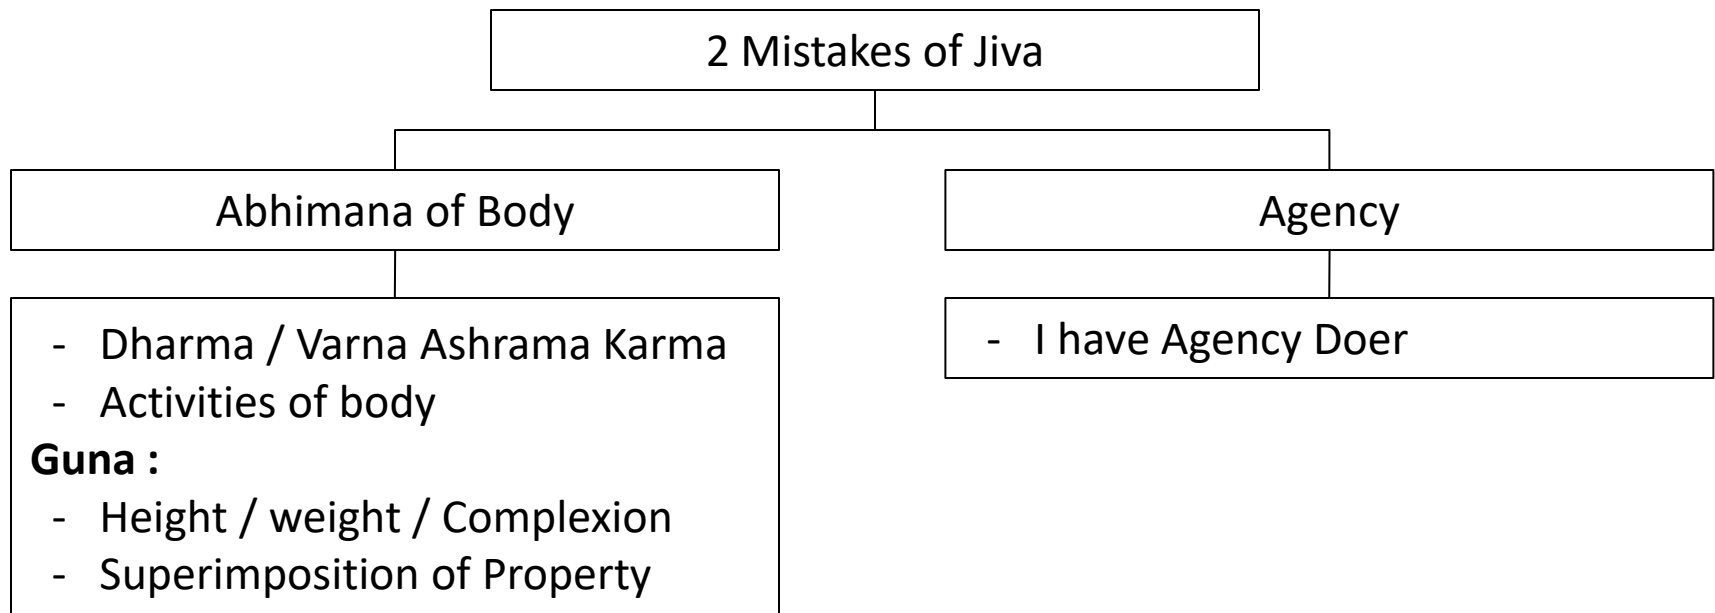 2 Mistakes of Jiva
Abhimana of Body
- Dharma / Varna Ashrama Karma
- Activities of body
Guna :
- Height / weight / Complexion
- Superimposition of Property
Agency
- I have Agency Doer